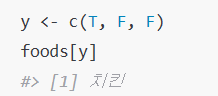 y <- c(T, F, F)
foods[y]
#> [1] 치킨